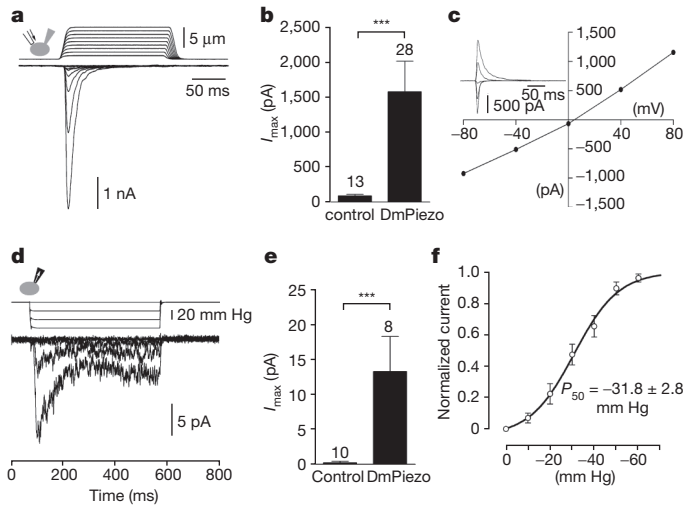 a
5 μm
50 ms
1 nA
b
***
28
13
2,500
2,000
1,500
1,000
500
0
I max (pA)
control DmPiezo
c
1,500
1,000
500
50 ms
500 pA
(mV)
−80 −40 0 40 80
−500
−1,000
−1,500
(pA)
d
20 mm Hg
5 pA
0 200 400 600 800
Time (ms)
e
***
8
10
25
20
15
10
5
0
I max (pA)
Control DmPiezo
f
1.0
0.8
0.6
0.4
0.2
0
Normalized current
P50 = −31.8 ± 2.8
mm Hg
0 −20 −40 −60
(mm Hg)